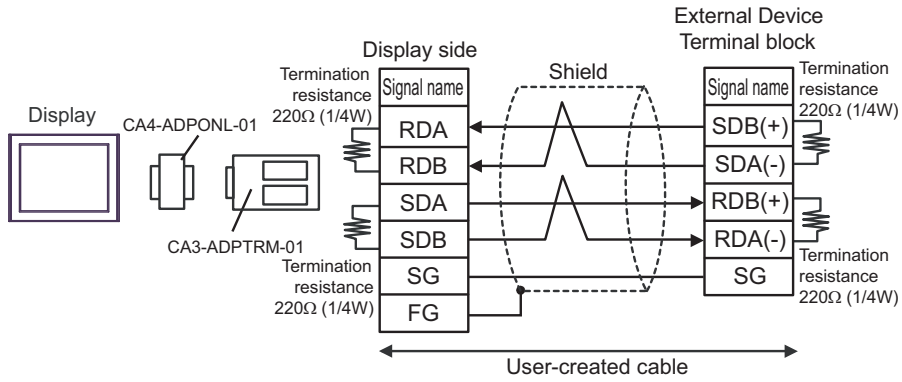 External Device
Terminal block
Display side
Termination
resistance
220Ω (1/4W)
Signal name
Shield
Signal name
Termination
resistance
220Ω (1/4W)
Display
CA4-ADPONL-01
RDA
SDB(+)
RDB
SDA(-)
SDA
RDB(+)
CA3-ADPTRM-01
SDB
RDA(-)
Termination
resistance
220Ω (1/4W)
SG
SG
Termination
resistance
220Ω (1/4W)
FG
User-created cable